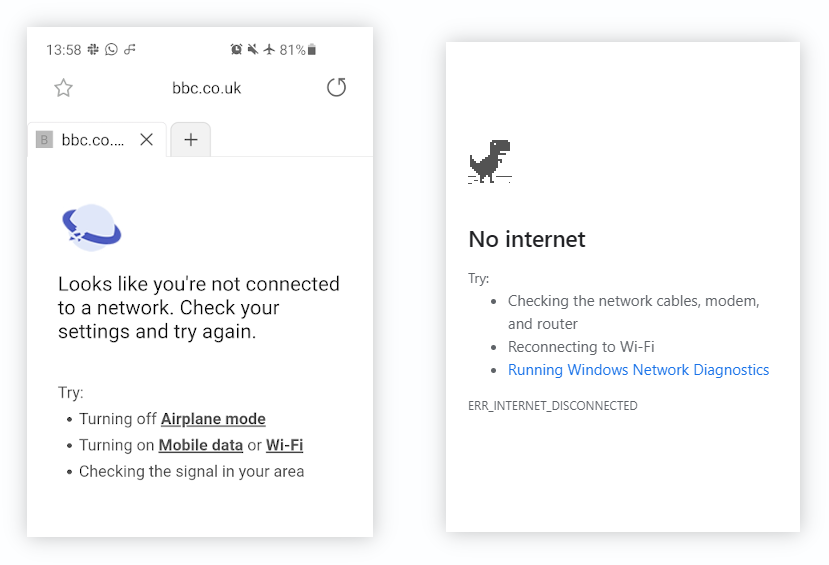 13:58
81%
bbc.co.uk
B bbc.co....
Looks like you're not connected
to a network. Check your
settings and try again.
Try:
• Turning off Airplane mode
• Turning on Mobile data or Wi-Fi
• Checking the signal in your area
No internet
Try:
• Checking the network cables, modem,
and router
• Reconnecting to Wi-Fi
• Running Windows Network Diagnostics
ERR_INTERNET_DISCONNECTED